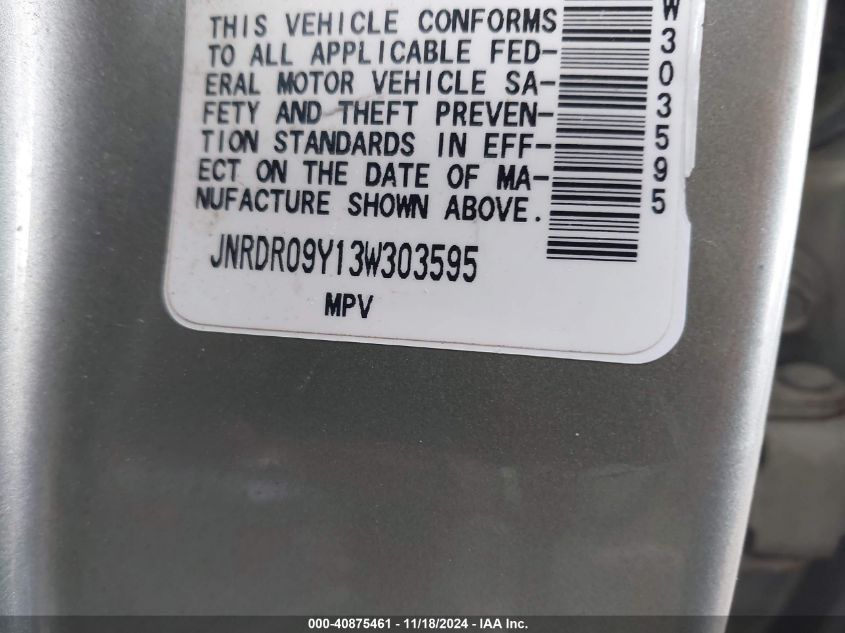 THIS VEHICLE CONFORMS
TO ALL APPLICABLE FED-
ERAL MOTOR VEHICLE SA-
FETY AND THEFT PREVEN-
TION STANDARDS IN EFF-
ECT ON THE DATE OF MA-
NUFACTURE SHOWN ABOVE.
JNRDR09Y13W303595
MPV
W303595
000-40875461 - 11/18/2024 - IAA Inc.